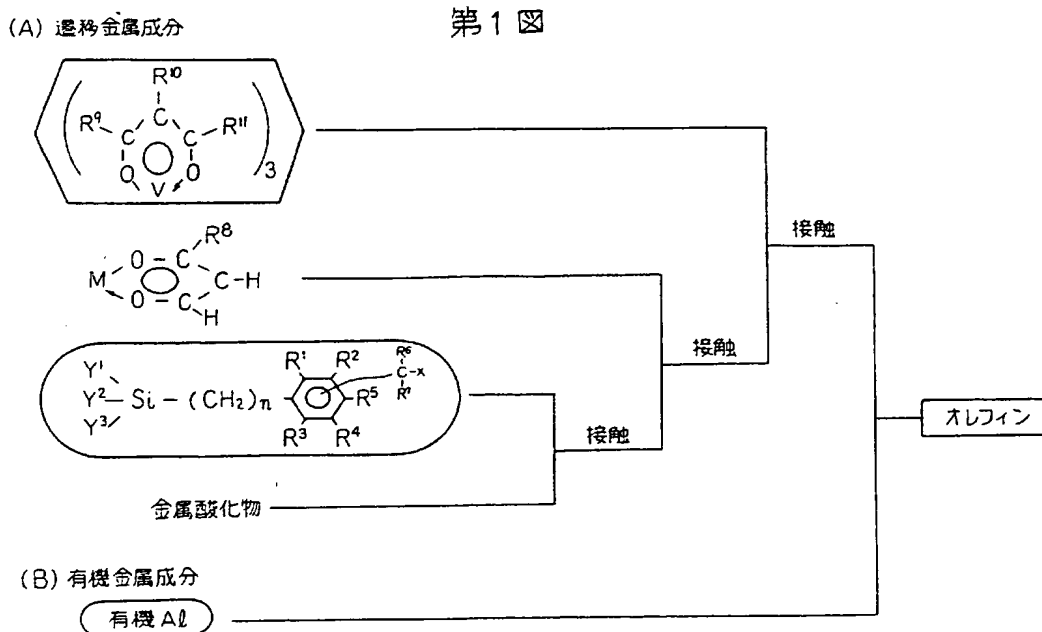 第1図
(A) 遷移金属成分
R¹⁰
R⁹ C C C R¹¹
O O
V
3
R⁸
M O-C C-H
O-C
H
Y¹
Y²-Si-(CH₂)n
Y³
R¹ R² R⁶
C-X
R⁷
R⁵
R³ R⁴
金属酸化物
接触
接触
接触
オレフィン
(B) 有機金属成分
有機Aℓ